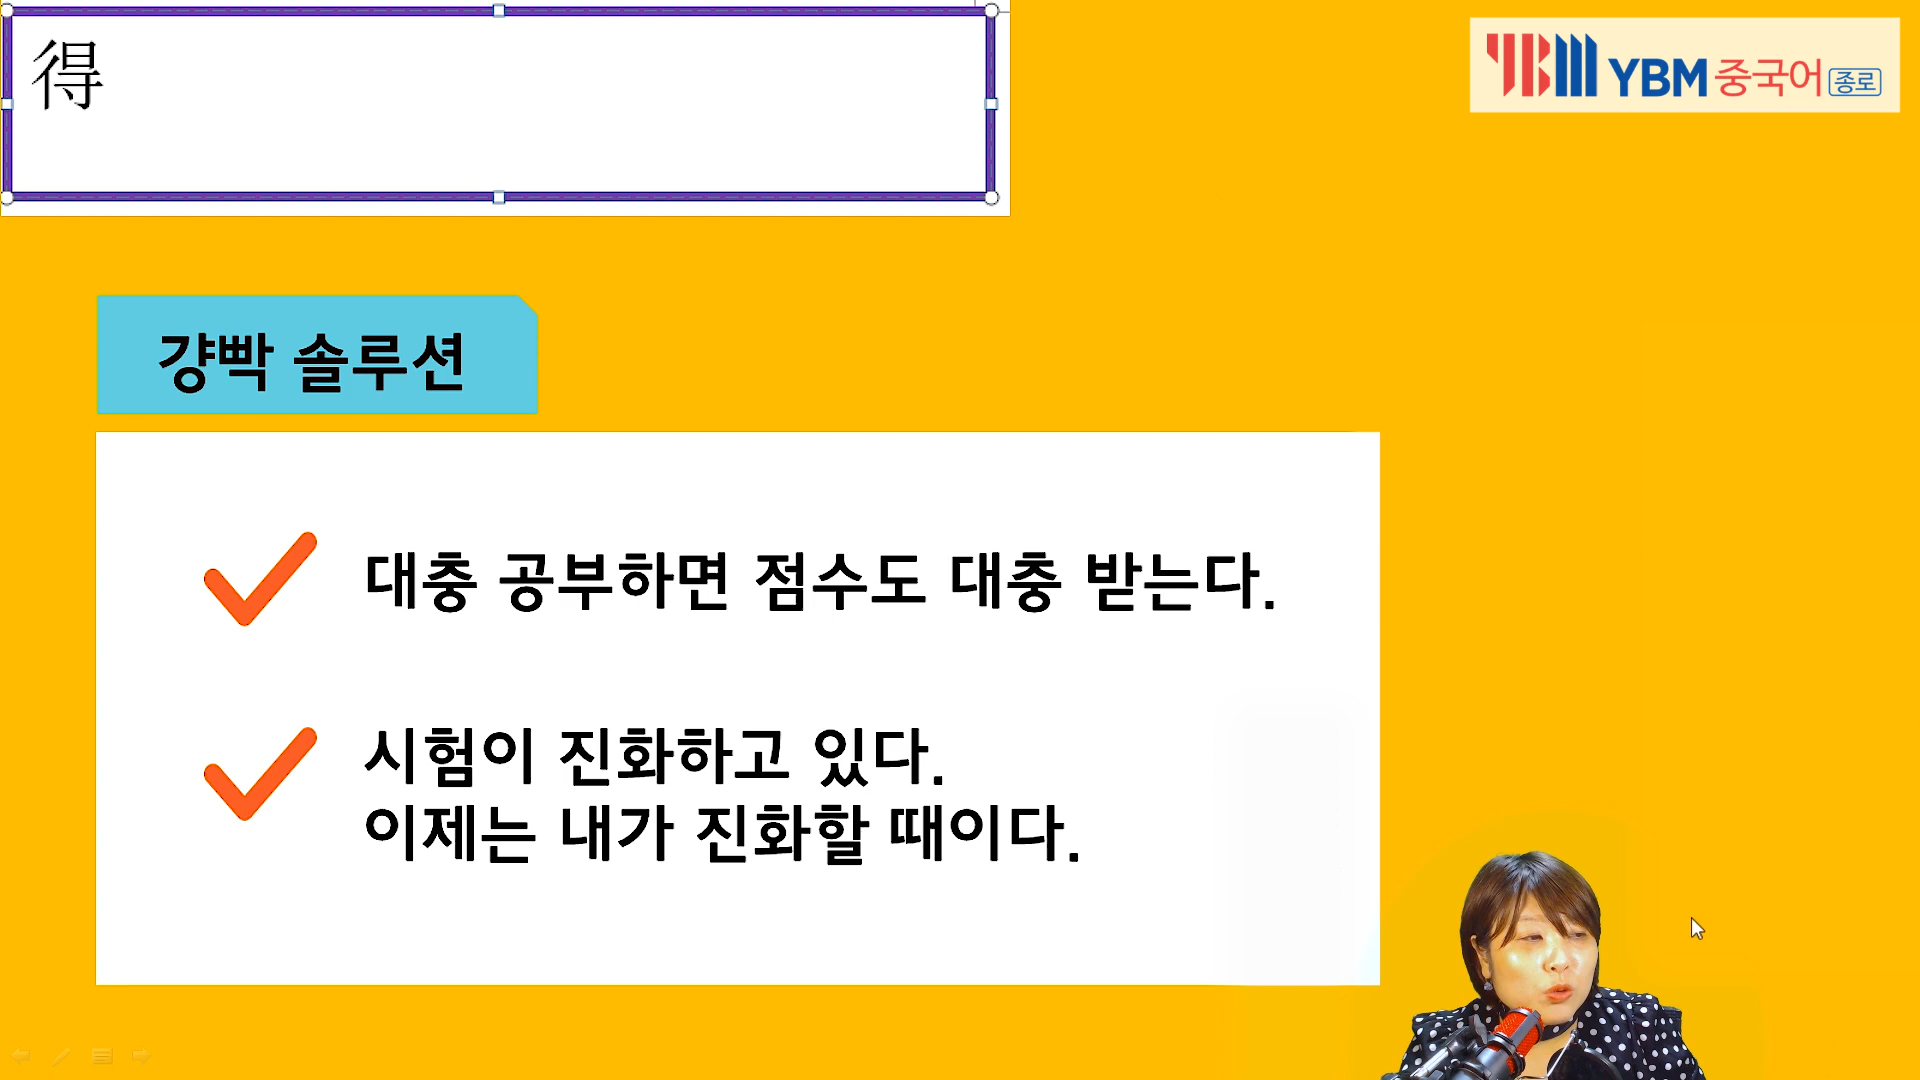 得
YBM 중국어 종로
걍빡 솔루션
대충 공부하면 점수도 대충 받는다.
시험이 진화하고 있다.
이제는 내가 진화할 때이다.